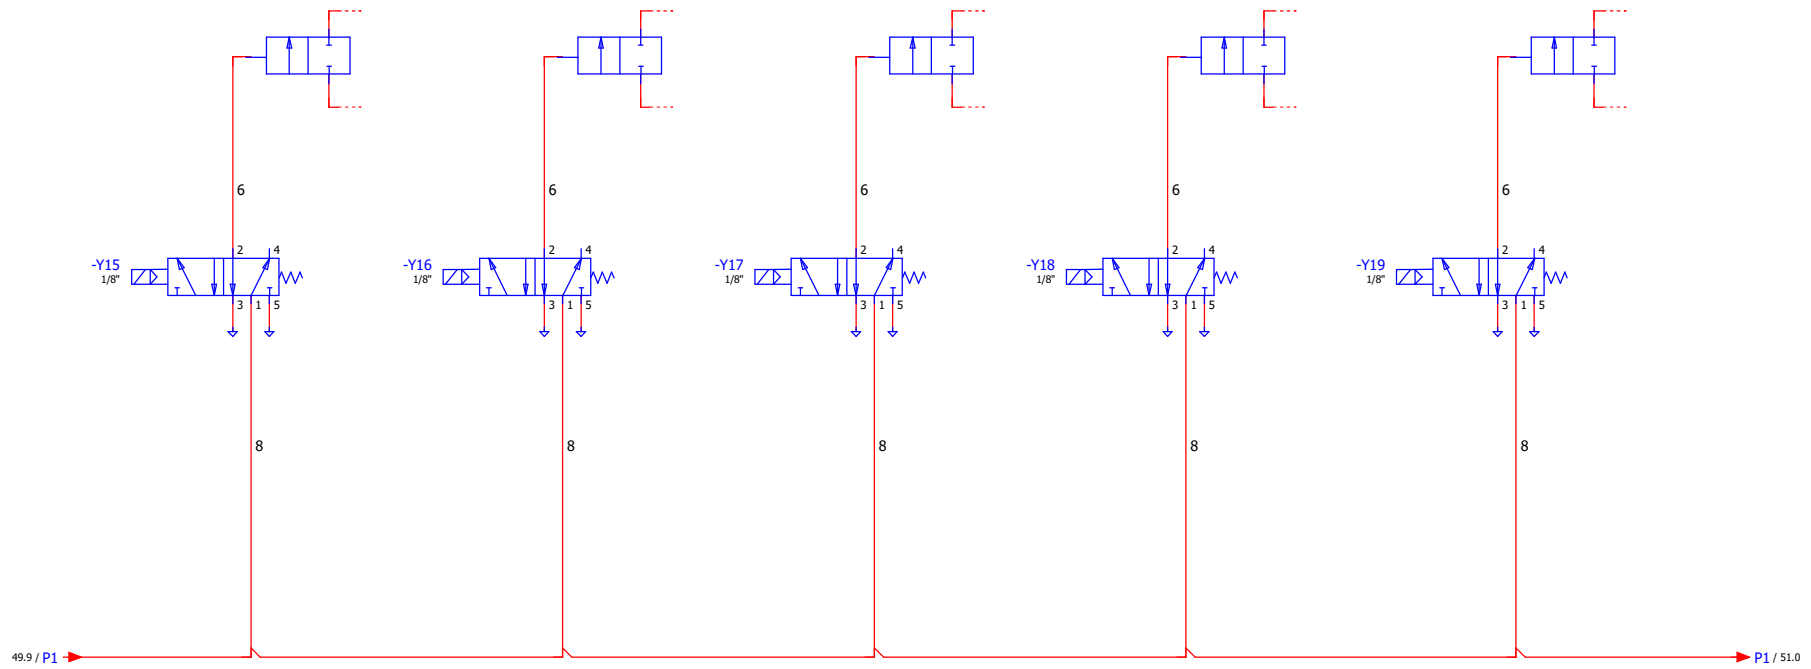 6 6 6 6 6
2 4 2 4 2 4 2 4 2 4
-Y15 -Y16 -Y17 -Y18 -Y19
1/8" 1/8" 1/8" 1/8" 1/8"
3 1 5 3 1 5 3 1 5 3 1 5 3 1 5
8 8 8 8 8
49.9 / P1 P1 / 51.0